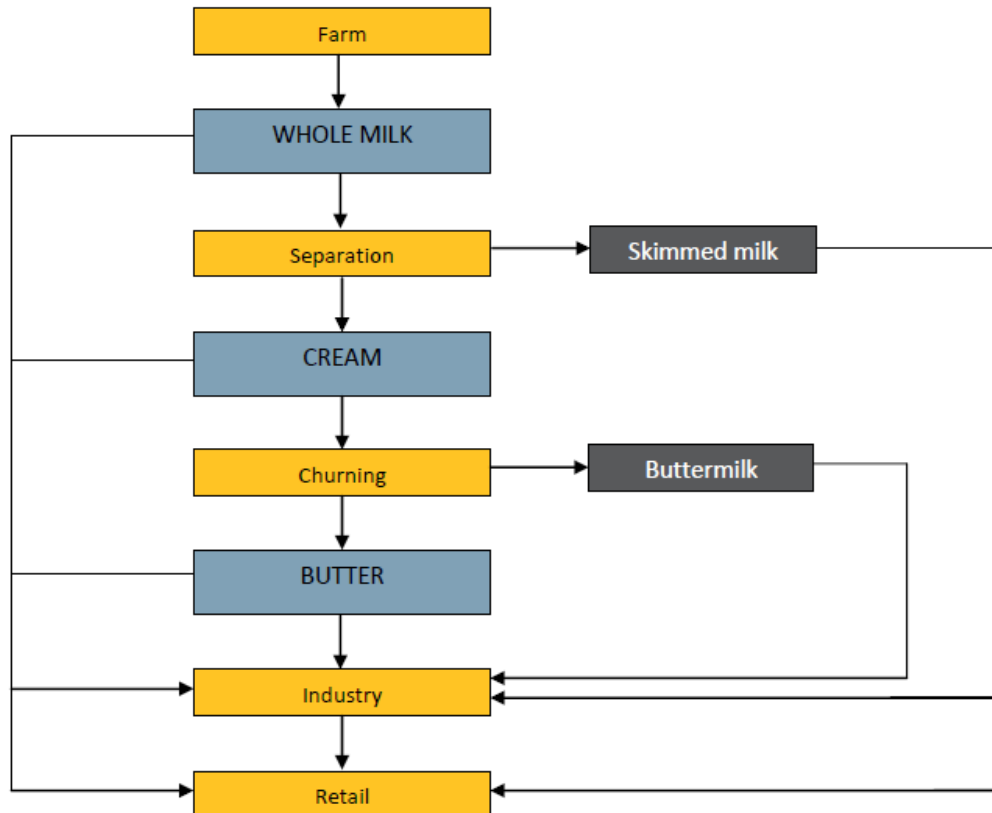 Farm
WHOLE MILK
Separation
Skimmed milk
CREAM
Churning
Buttermilk
BUTTER
Industry
Retail